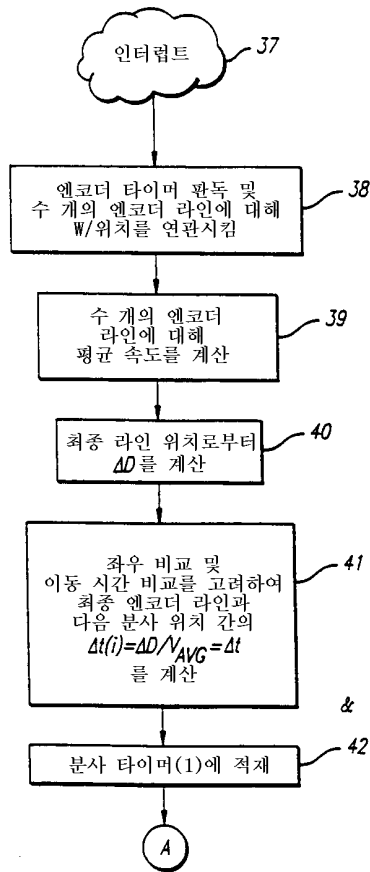 인터럽트
37
엔코더 타이머 판독 및
수 개의 엔코더 라인에 대해
W/위치를 연관시킴
38
수 개의 엔코더
라인에 대해
평균 속도를 계산
39
최종 라인 위치로부터
ΔD를 계산
40
좌우 비교 및
이동 시간 비교를 고려하여
최종 엔코더 라인과
다음 분사 위치 간의
Δt(i)=ΔD/V_AVG=Δt
를 계산
41
&
분사 타이머(1)에 적재
42
A